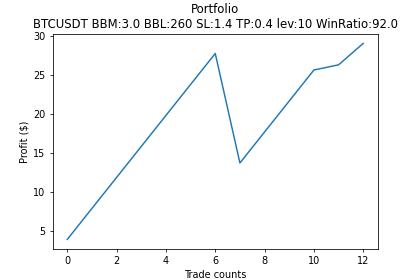 Portfolio
BTCUSDT BBM:3.0 BBL:260 SL:1.4 TP:0.4 lev:10 WinRatio:92.0
30
25
20
15
10
5
Profit ($)
0 2 4 6 8 10 12
Trade counts